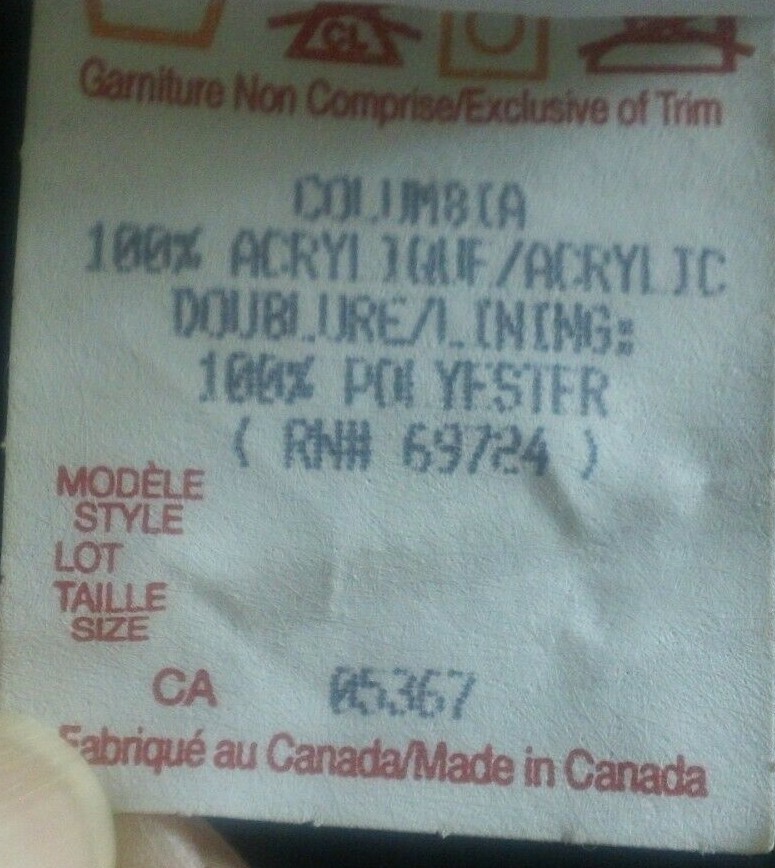 CL
Garniture Non Comprise/Exclusive of Trim
COLUMBIA
100% ACRYLIQUE/ACRYLIC
DOUBLURE/LINING:
100% POLYESTER
( RN# 69724 )
MODÈLE
STYLE
LOT
TAILLE
SIZE
CA 05367
Fabriqué au Canada/Made in Canada